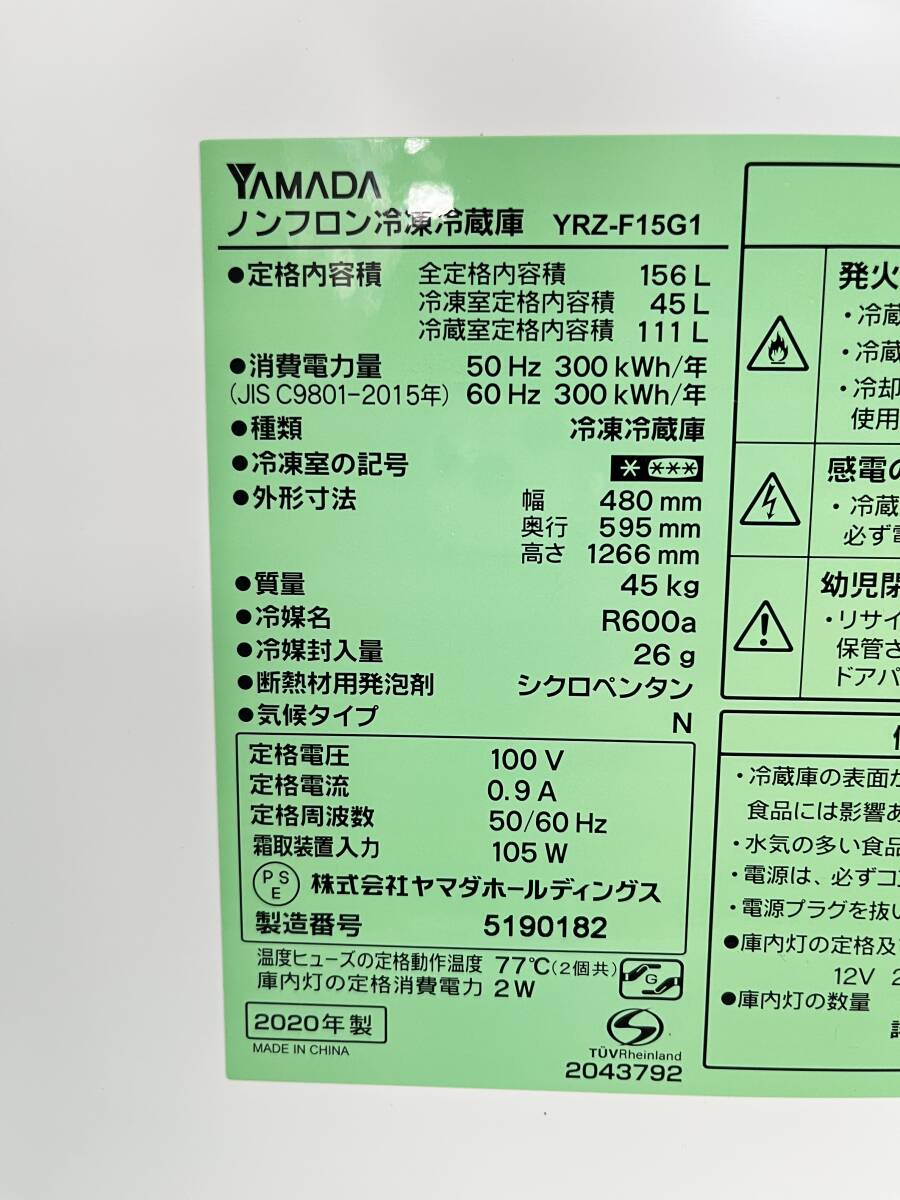 YAMADA
ノンフロン冷凍冷蔵庫 YRZ-F15G1
●定格内容積 全定格内容積 156 L
冷凍室定格内容積 45 L
冷蔵室定格内容積 111 L
●消費電力量 50 Hz 300 kWh/年
(JIS C9801-2015年) 60 Hz 300 kWh/年
●種類 冷凍冷蔵庫
●冷凍室の記号
●外形寸法 幅 480 mm
奥行 595 mm
高さ 1266 mm
●質量 45 kg
●冷媒名 R600a
●冷媒封入量 26 g
●断熱材用発泡剤 シクロペンタン
●気候タイプ N
定格電圧 100 V
定格電流 0.9 A
定格周波数 50/60 Hz
霜取装置入力 105 W
PSE 株式会社ヤマダホールディングス
製造番号 5190182
温度ヒューズの定格動作温度 77℃(2個共)
庫内灯の定格消費電力 2 W
G
2020年製
MADE IN CHINA
TÜVRheinland
2043792
発火
・冷蔵
・冷蔵
・冷却
使用
感電の
・冷蔵
必ず電
幼児閉
・リサイ
保管さ
ドアパ
・冷蔵庫の表面が
食品には影響あ
・水気の多い食品
・電源は、必ずコン
・電源プラグを抜い
●庫内灯の定格及び
12V 2
●庫内灯の数量